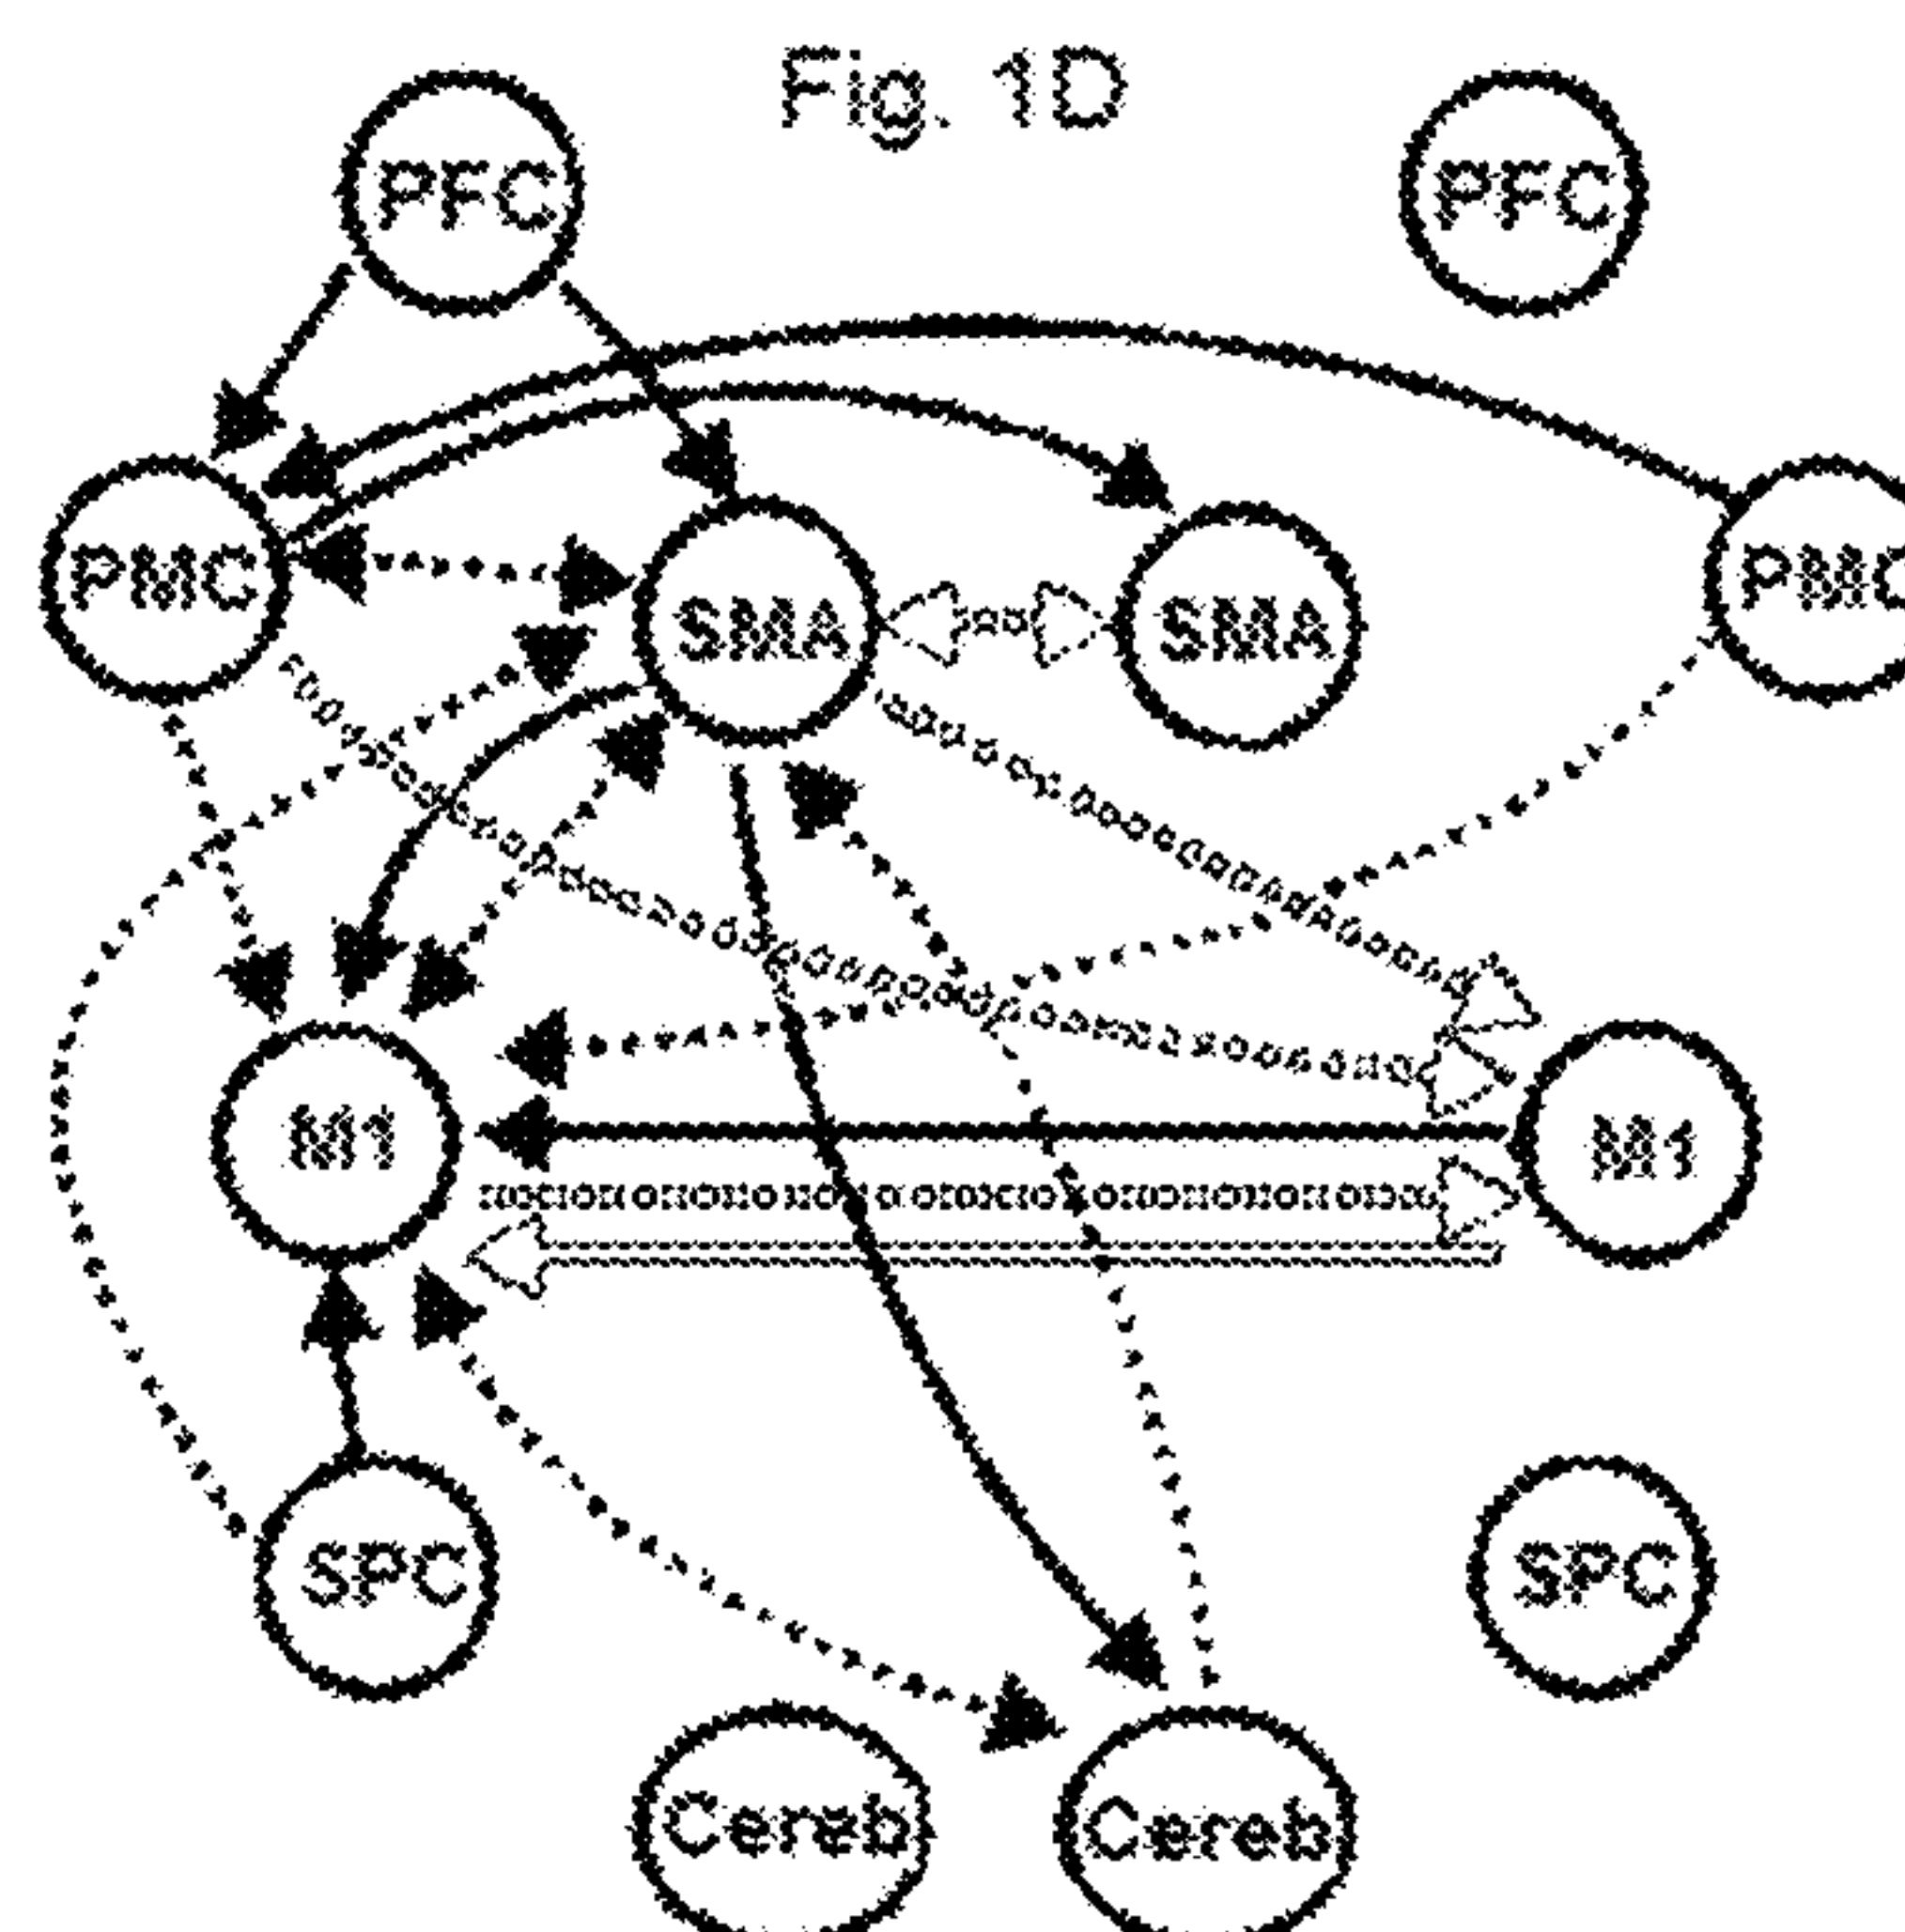 Fig. 1D
PFC
PFC
PMC
SMA
SMA
PMC
M1
M1
SPC
SPC
Cereb
Cereb